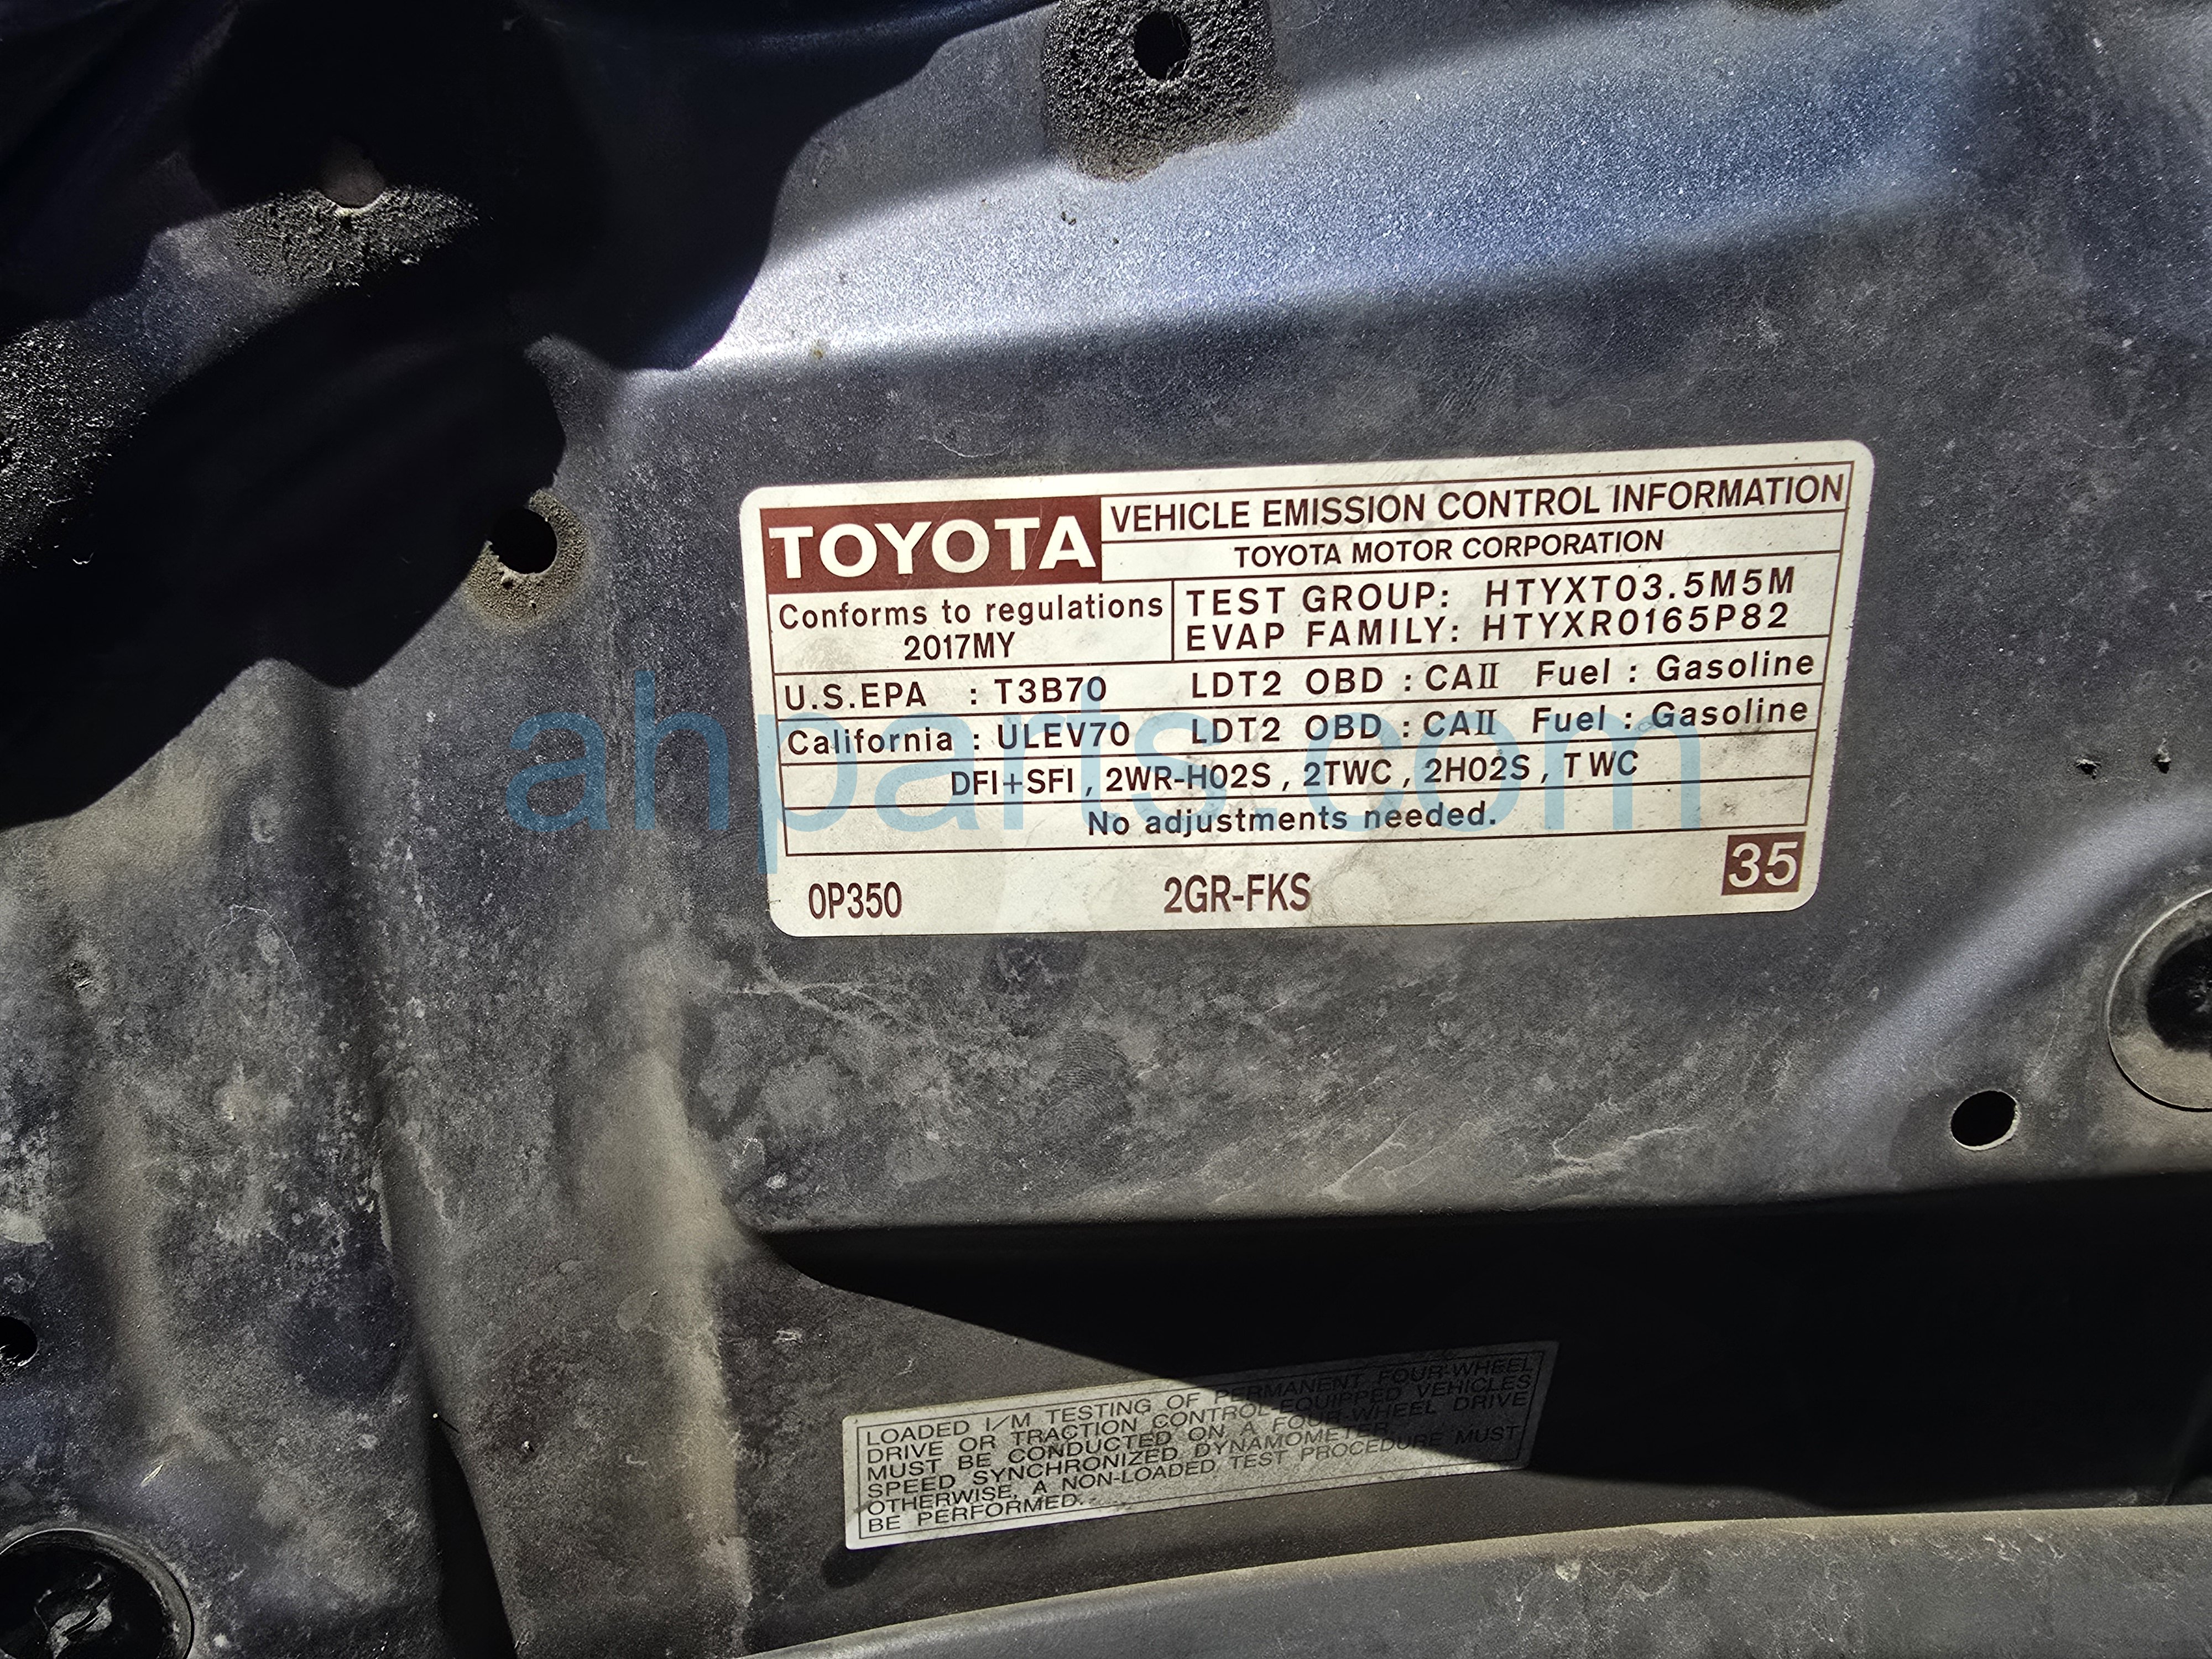 TOYOTA
VEHICLE EMISSION CONTROL INFORMATION
TOYOTA MOTOR CORPORATION
Conforms to regulations
2017MY
TEST GROUP: HTYXT03.5M5M
EVAP FAMILY: HTYXR0165P82
U.S.EPA : T3B70 LDT2 OBD : CAII Fuel : Gasoline
California : ULEV70 LDT2 OBD : CAII Fuel : Gasoline
DFI+SFI, 2WR-HO2S, 2TWC, 2HO2S, TWC
No adjustments needed.
0P350 2GR-FKS 35
ahparts.com
LOADED I/M TESTING OF PERMANENT FOUR-WHEEL
DRIVE OR TRACTION CONTROL-EQUIPPED VEHICLES
MUST BE CONDUCTED ON A FOUR-WHEEL DRIVE
SPEED SYNCHRONIZED DYNAMOMETER.
OTHERWISE, A NON-LOADED TEST PROCEDURE MUST
BE PERFORMED.